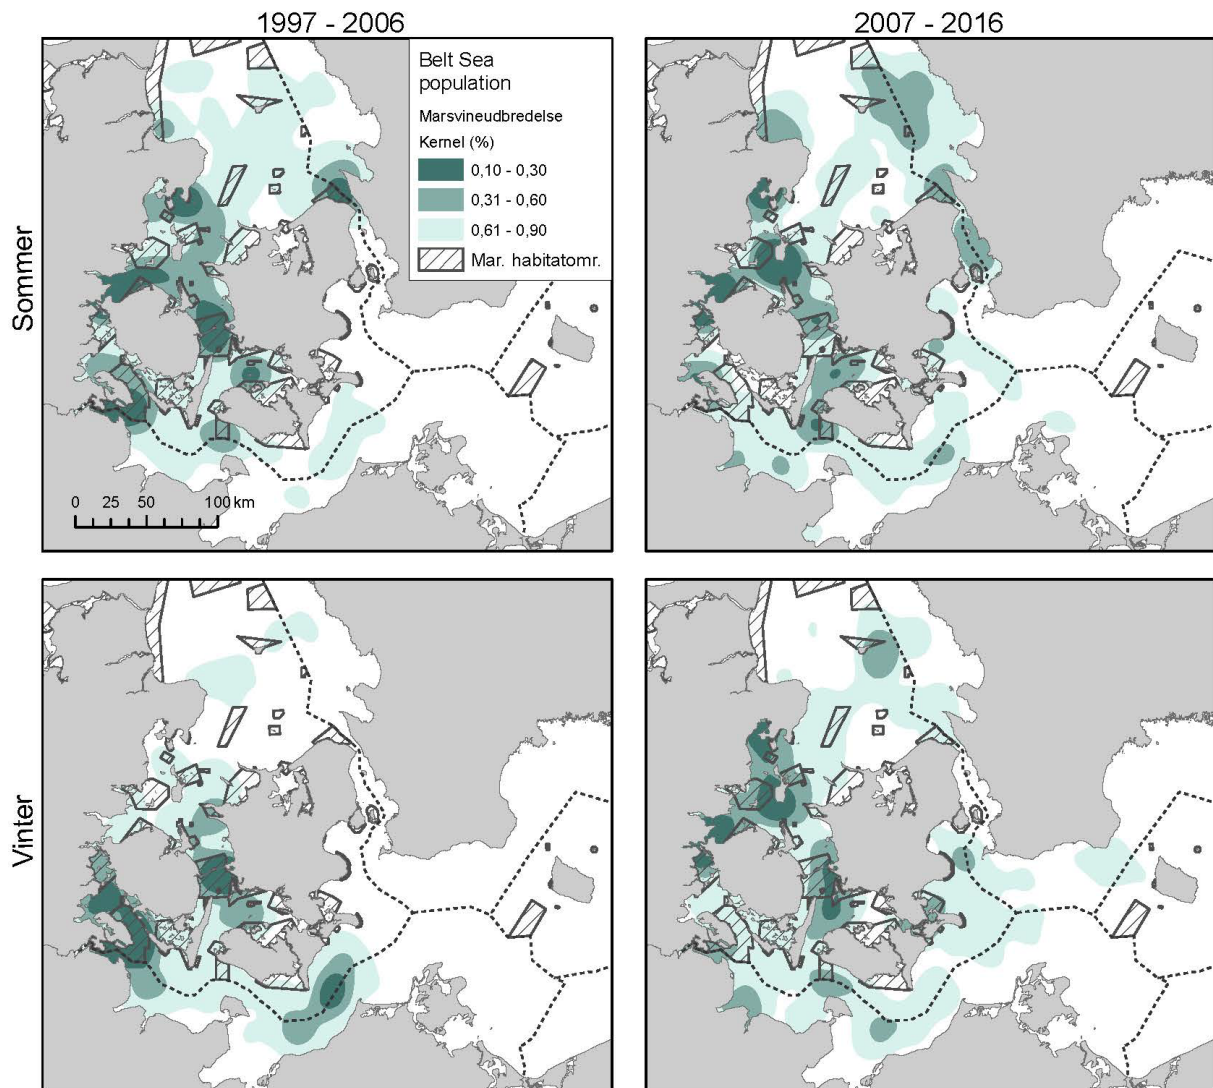 1997 - 2006
2007 - 2016
Belt Sea
population
Marsvineudbredelse
Kernel (%)
0,10 - 0,30
0,31 - 0,60
0,61 - 0,90
Mar. habitatomr.
Sommer
0 25 50 100 km
Vinter